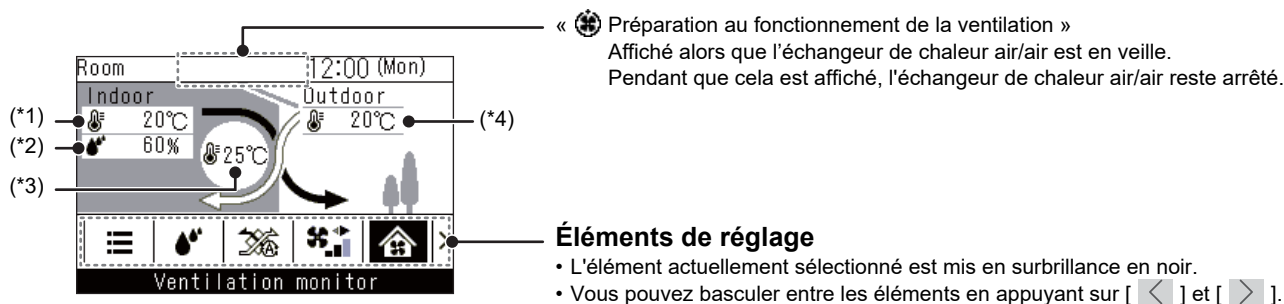 « Préparation au fonctionnement de la ventilation »
Affiché alors que l’échangeur de chaleur air/air est en veille.
Pendant que cela est affiché, l'échangeur de chaleur air/air reste arrêté.
Room 12:00 (Mon)
Indoor Outdoor
(*1) 20℃ 20℃ (*4)
(*2) 60%
25℃
(*3)
Éléments de réglage
• L'élément actuellement sélectionné est mis en surbrillance en noir.
Ventilation monitor
• Vous pouvez basculer entre les éléments en appuyant sur [ < ] et [ > ].